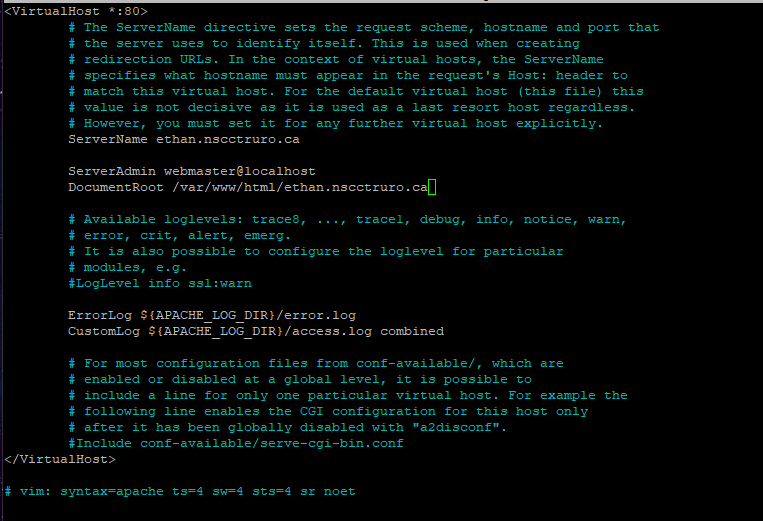 <VirtualHost *:80>
# The ServerName directive sets the request scheme, hostname and port that
# the server uses to identify itself. This is used when creating
# redirection URLs. In the context of virtual hosts, the ServerName
# specifies what hostname must appear in the request's Host: header to
# match this virtual host. For the default virtual host (this file) this
# value is not decisive as it is used as a last resort host regardless.
# However, you must set it for any further virtual host explicitly.
ServerName ethan.nscctruro.ca
ServerAdmin webmaster@localhost
DocumentRoot /var/www/html/ethan.nscctruro.ca
# Available loglevels: trace8, ..., trace1, debug, info, notice, warn,
# error, crit, alert, emerg.
# It is also possible to configure the loglevel for particular
# modules, e.g.
#LogLevel info ssl:warn
ErrorLog ${APACHE_LOG_DIR}/error.log
CustomLog ${APACHE_LOG_DIR}/access.log combined
# For most configuration files from conf-available/, which are
# enabled or disabled at a global level, it is possible to
# include a line for only one particular virtual host. For example the
# following line enables the CGI configuration for this host only
# after it has been globally disabled with "a2disconf".
#Include conf-available/serve-cgi-bin.conf
</VirtualHost>
# vim: syntax=apache ts=4 sw=4 sts=4 sr noet